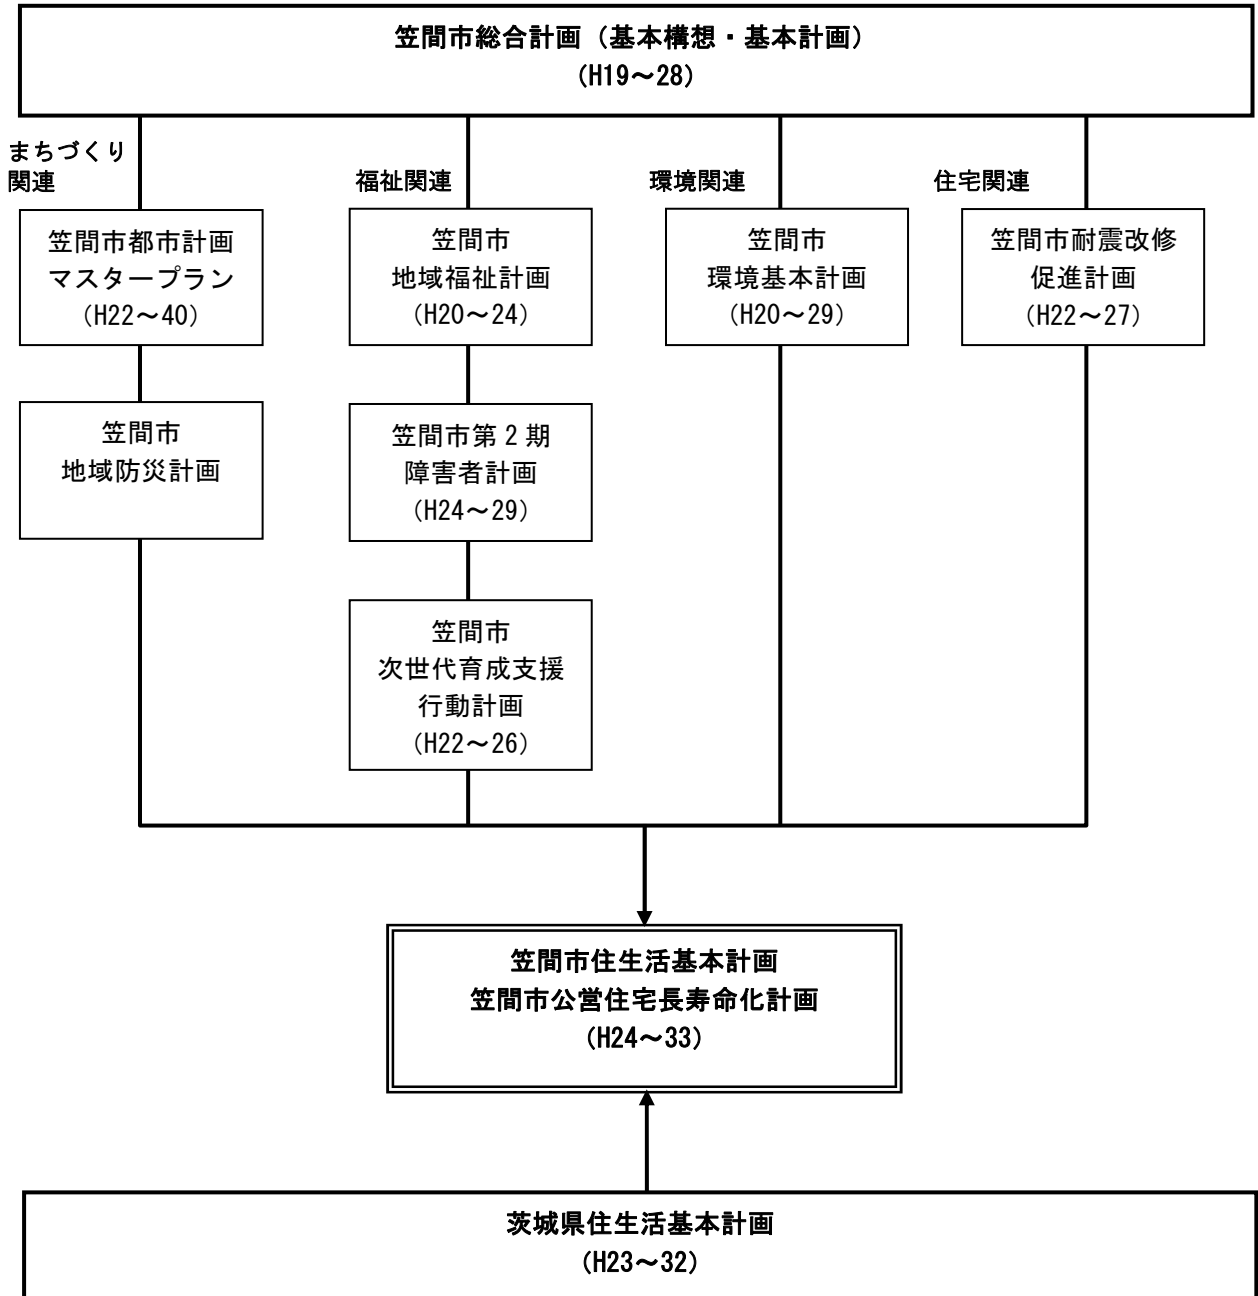 笠間市総合計画（基本構想・基本計画）
（H19～28）
まちづくり
関連
福祉関連
環境関連
住宅関連
笠間市都市計画
マスタープラン
（H22～40）
笠間市
地域福祉計画
（H20～24）
笠間市
環境基本計画
（H20～29）
笠間市耐震改修
促進計画
（H22～27）
笠間市
地域防災計画
笠間市第２期
障害者計画
（H24～29）
笠間市
次世代育成支援
行動計画
（H22～26）
笠間市住生活基本計画
笠間市公営住宅長寿命化計画
（H24～33）
茨城県住生活基本計画
（H23～32）